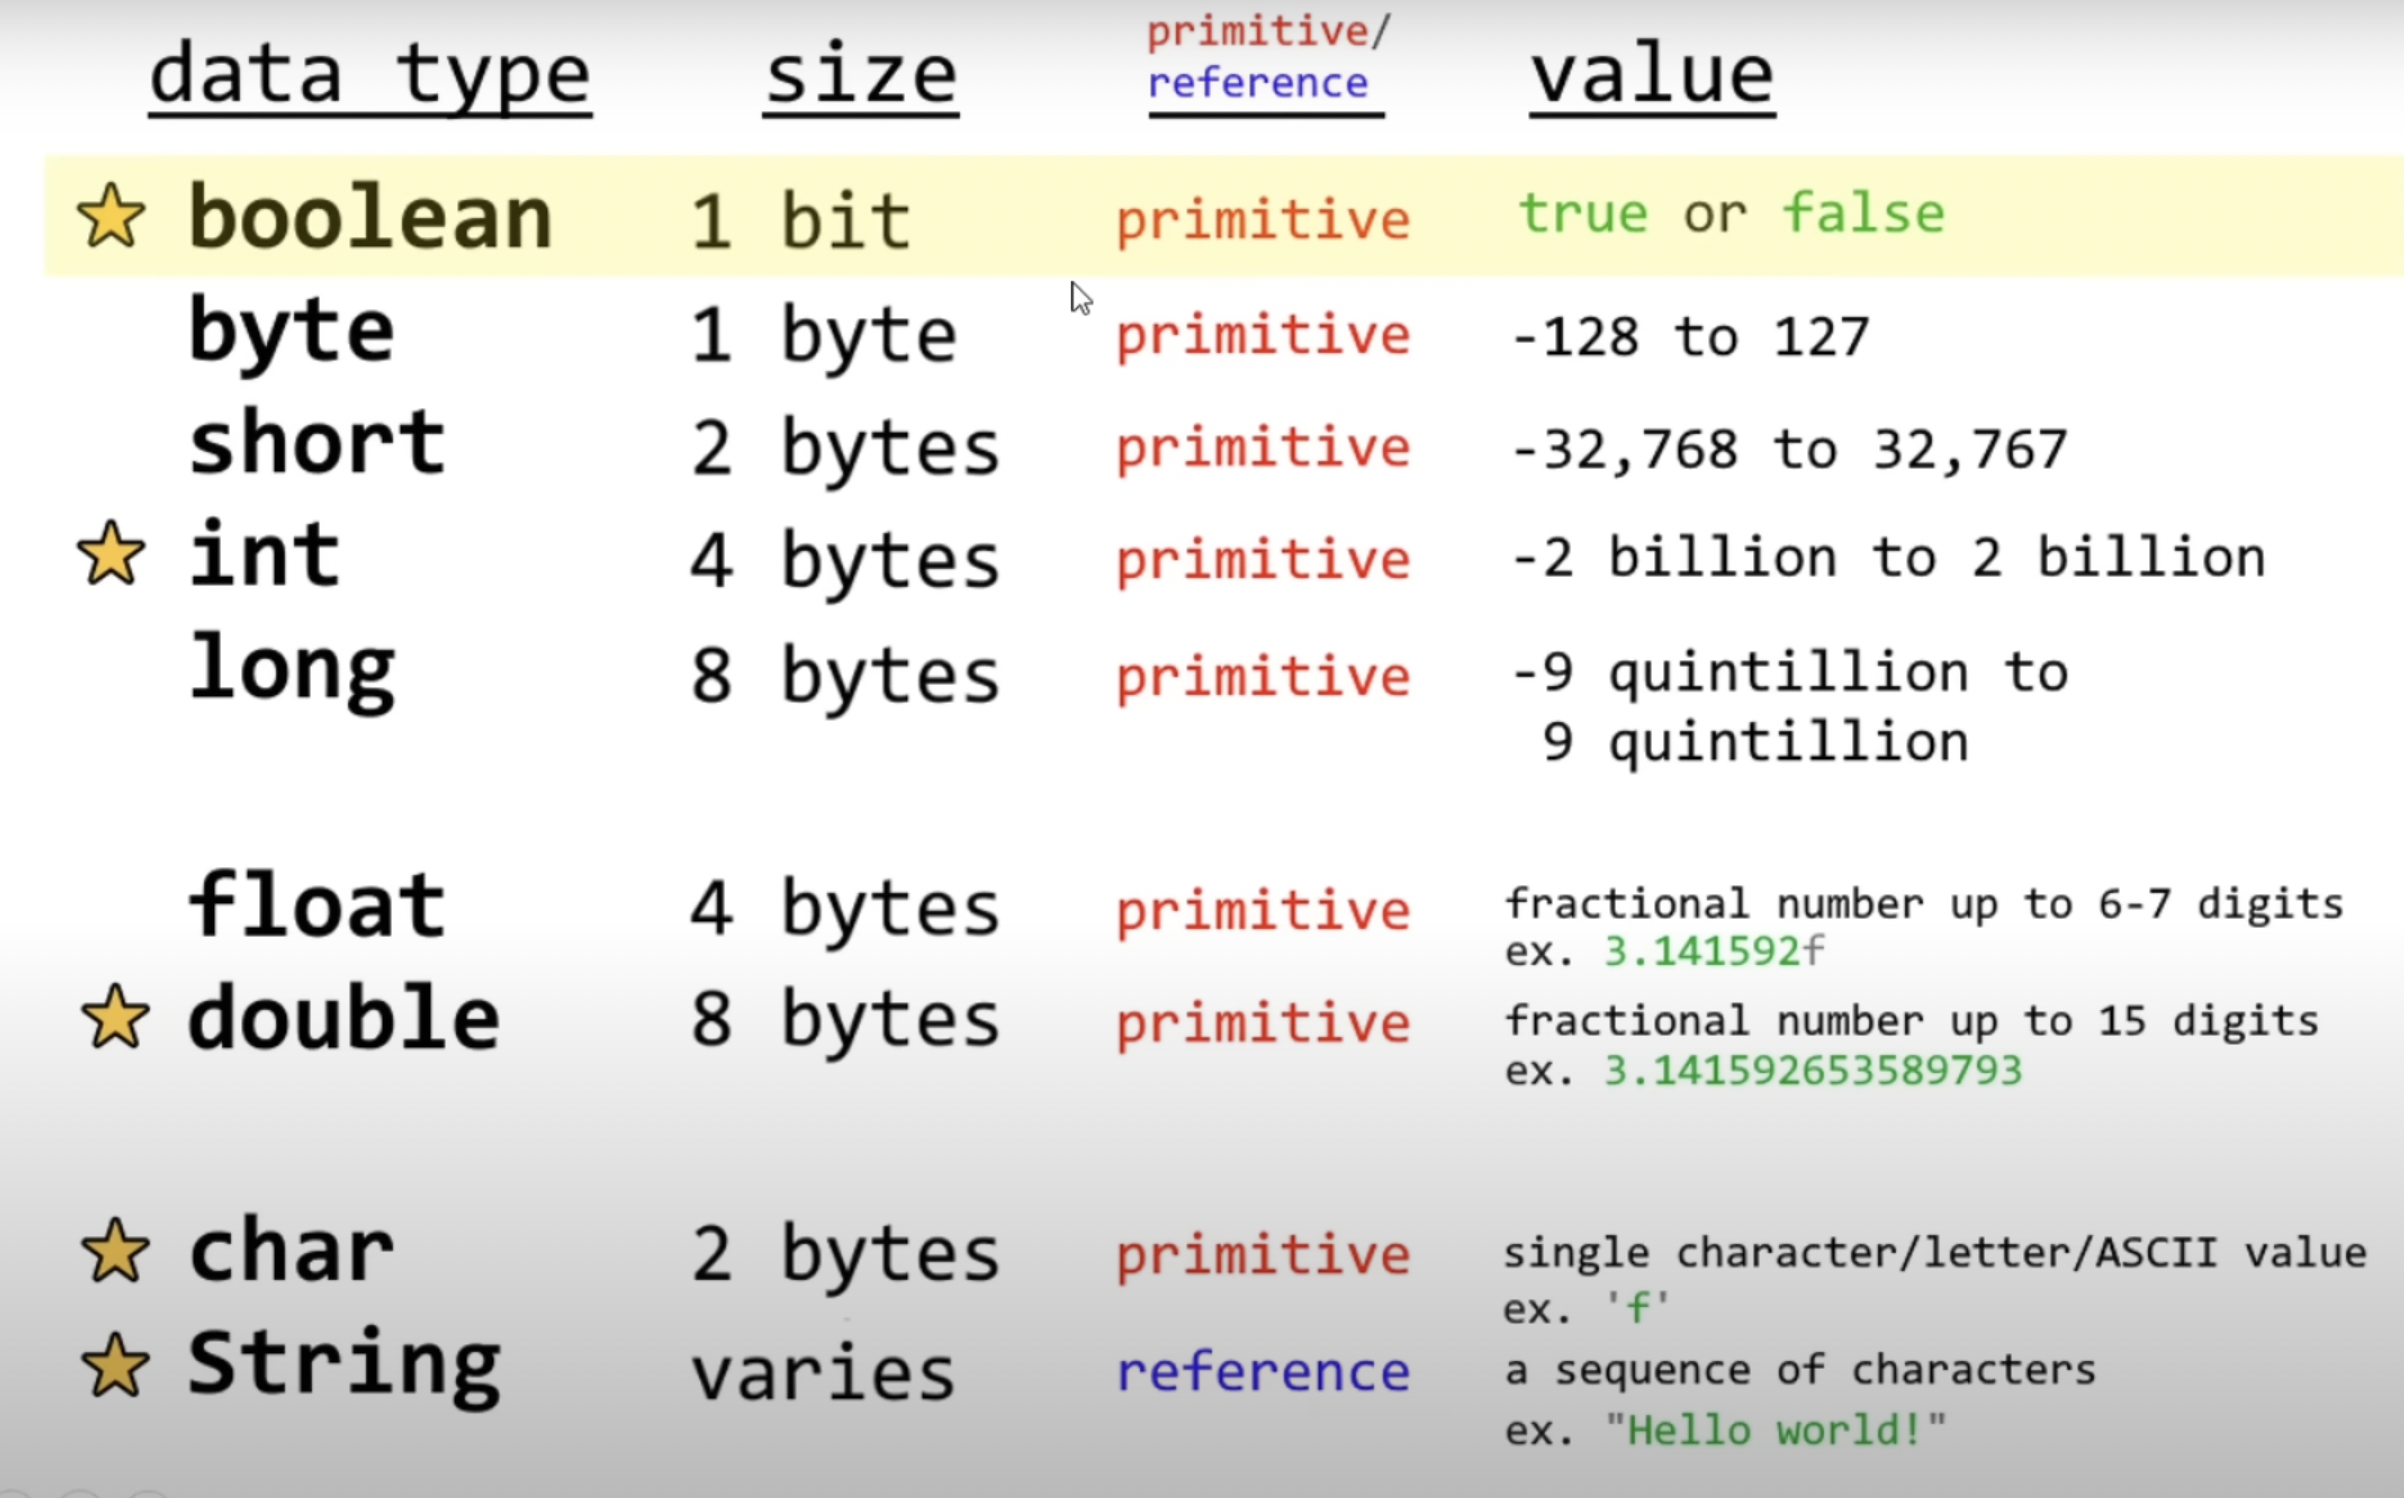 data type size primitive/
reference value
boolean 1 bit primitive true or false
byte 1 byte primitive -128 to 127
short 2 bytes primitive -32,768 to 32,767
int 4 bytes primitive -2 billion to 2 billion
long 8 bytes primitive -9 quintillion to
9 quintillion
float 4 bytes primitive fractional number up to 6-7 digits
ex. 3.141592f
double 8 bytes primitive fractional number up to 15 digits
ex. 3.141592653589793
char 2 bytes primitive single character/letter/ASCII value
ex. 'f'
String varies reference a sequence of characters
ex. "Hello world!"